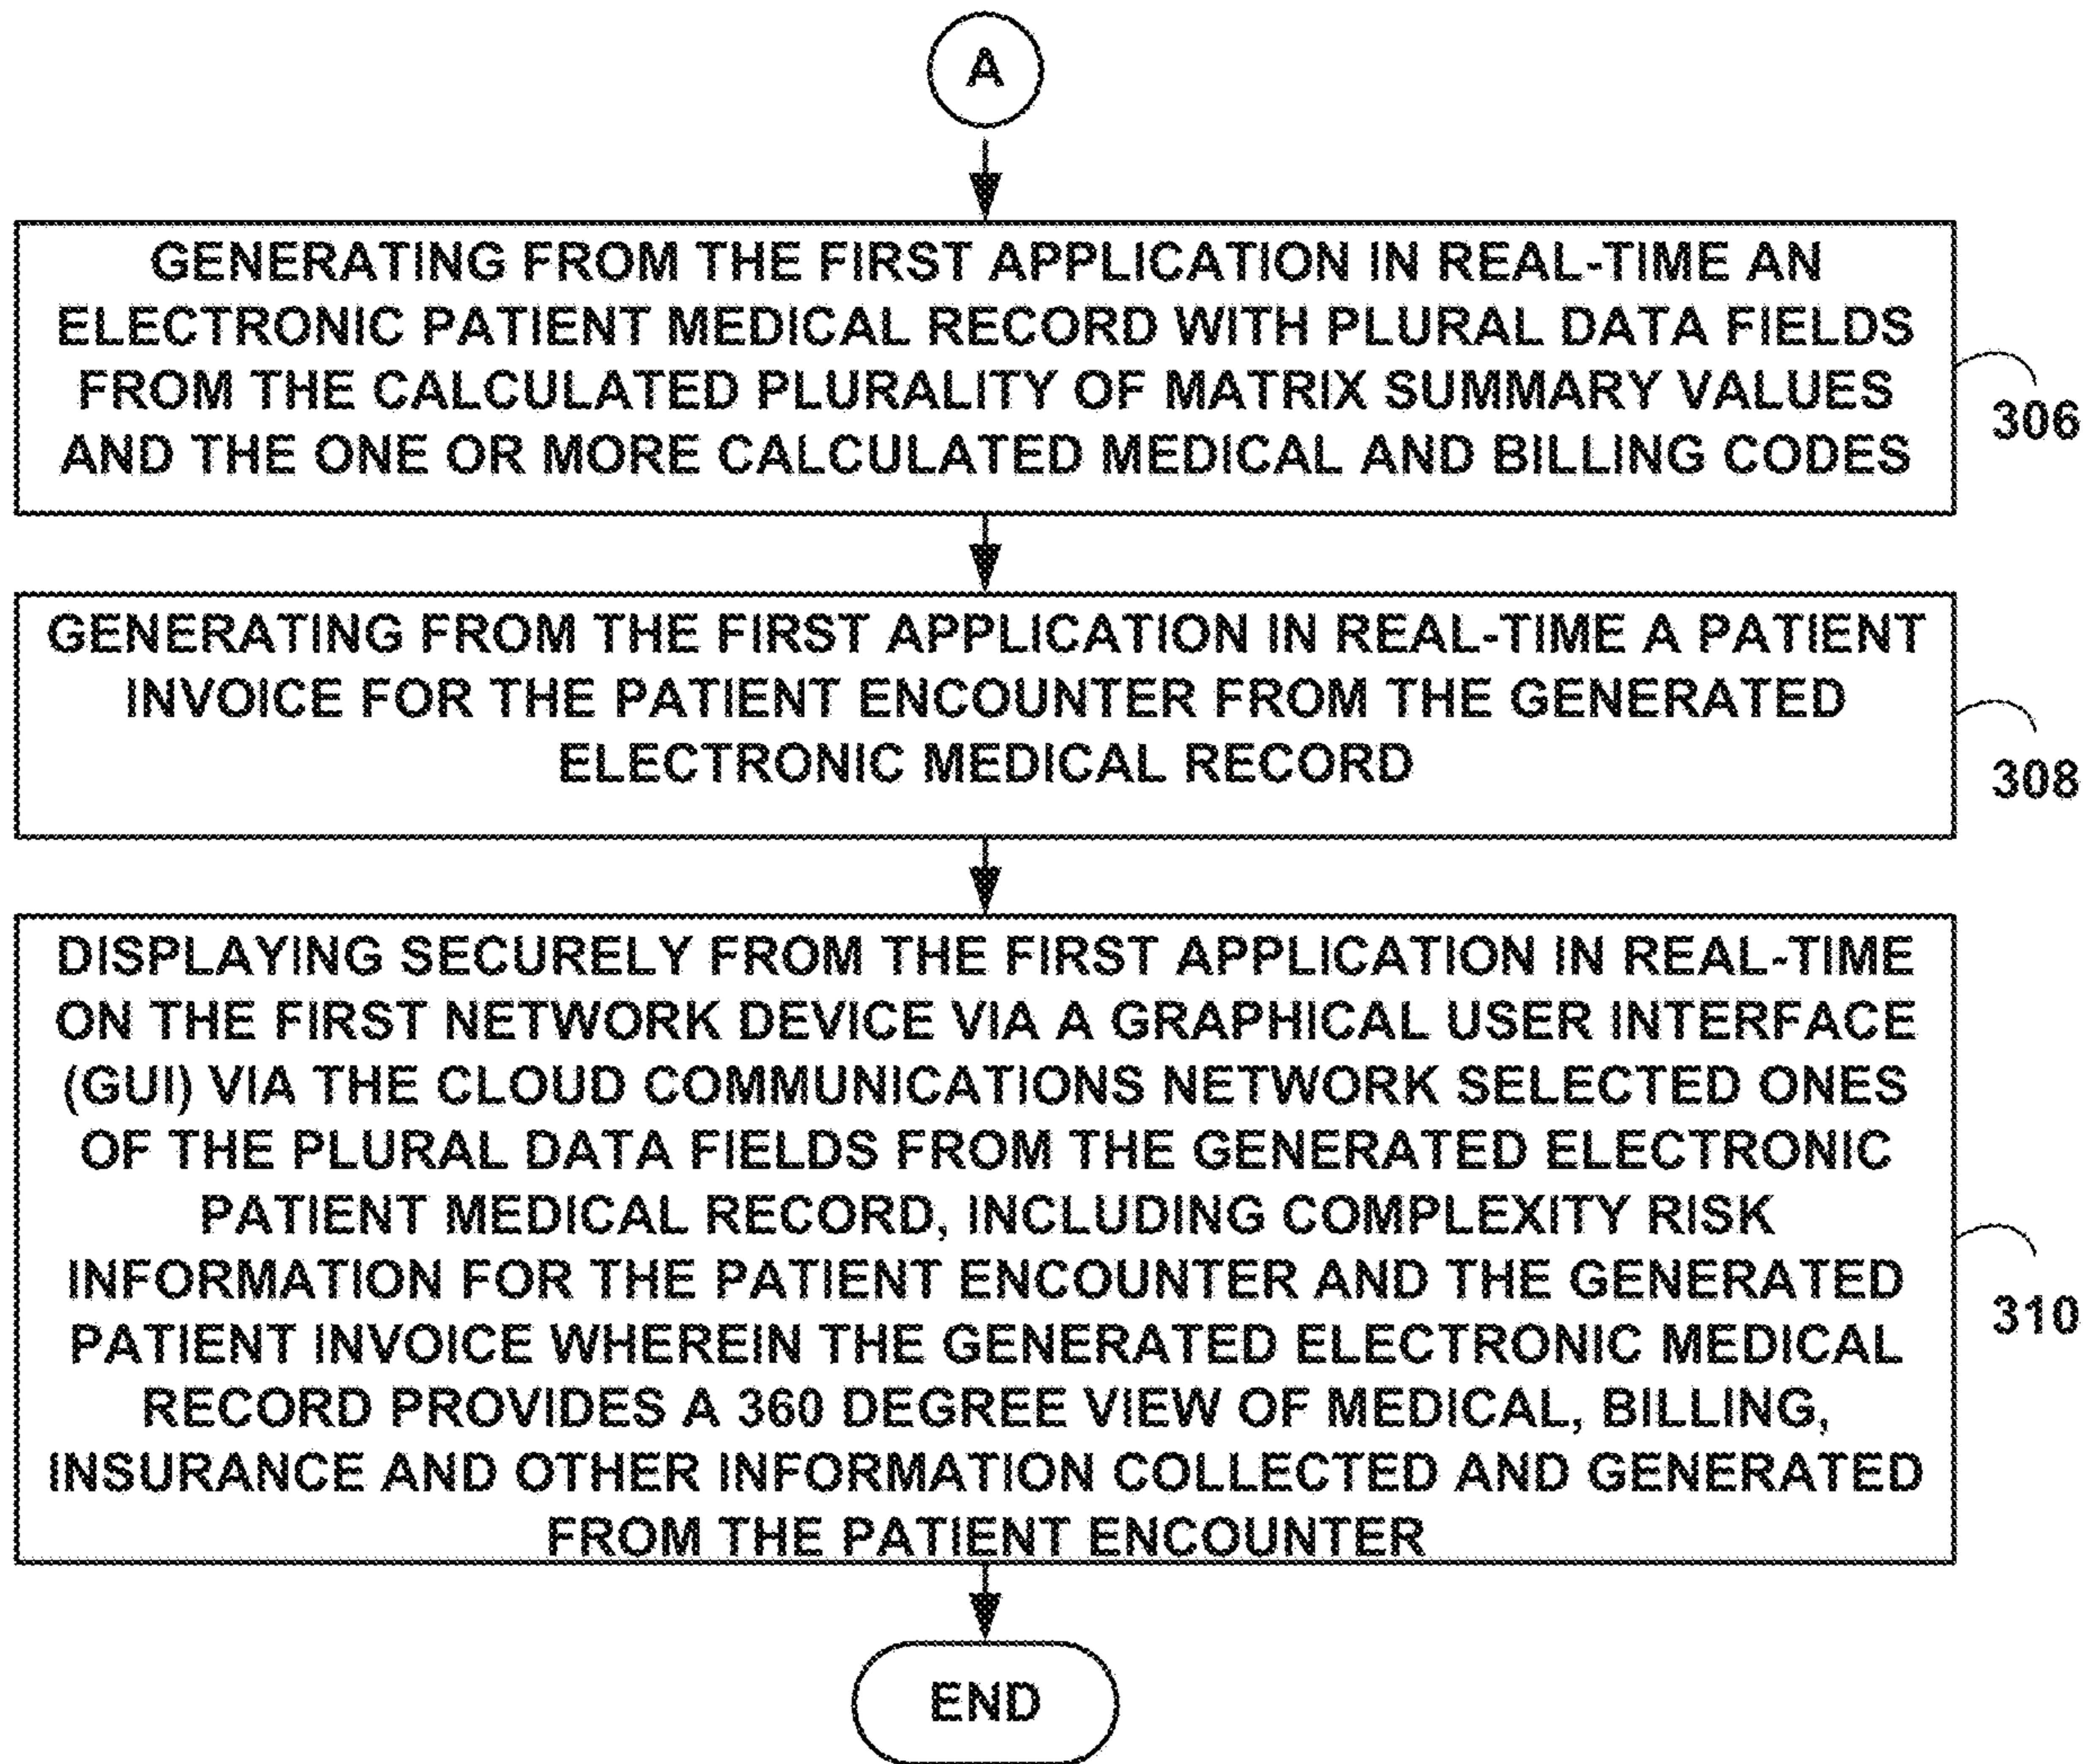 A
GENERATING FROM THE FIRST APPLICATION IN REAL-TIME AN
ELECTRONIC PATIENT MEDICAL RECORD WITH PLURAL DATA FIELDS
FROM THE CALCULATED PLURALITY OF MATRIX SUMMARY VALUES
AND THE ONE OR MORE CALCULATED MEDICAL AND BILLING CODES
306
GENERATING FROM THE FIRST APPLICATION IN REAL-TIME A PATIENT
INVOICE FOR THE PATIENT ENCOUNTER FROM THE GENERATED
ELECTRONIC MEDICAL RECORD
308
DISPLAYING SECURELY FROM THE FIRST APPLICATION IN REAL-TIME
ON THE FIRST NETWORK DEVICE VIA A GRAPHICAL USER INTERFACE
(GUI) VIA THE CLOUD COMMUNICATIONS NETWORK SELECTED ONES
OF THE PLURAL DATA FIELDS FROM THE GENERATED ELECTRONIC
PATIENT MEDICAL RECORD, INCLUDING COMPLEXITY RISK
INFORMATION FOR THE PATIENT ENCOUNTER AND THE GENERATED
PATIENT INVOICE WHEREIN THE GENERATED ELECTRONIC MEDICAL
RECORD PROVIDES A 360 DEGREE VIEW OF MEDICAL, BILLING,
INSURANCE AND OTHER INFORMATION COLLECTED AND GENERATED
FROM THE PATIENT ENCOUNTER
310
END